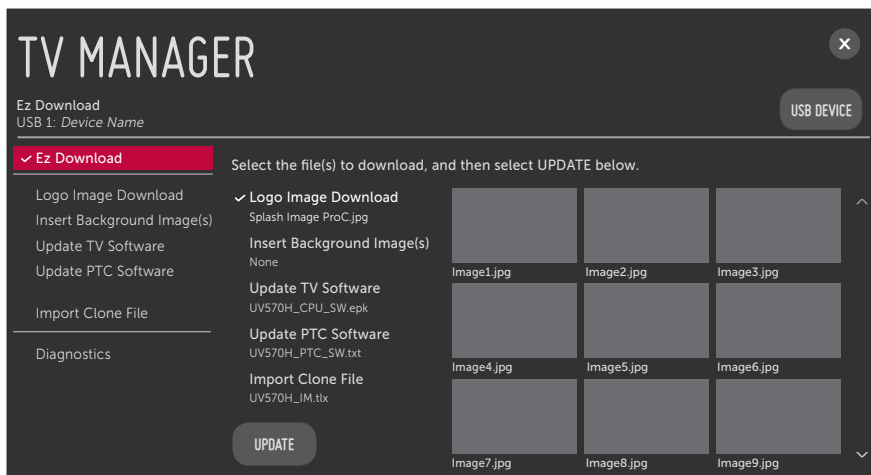 TV MANAGER
X
Ez Download
USB 1: Device Name
USB DEVICE
Ez Download
Logo Image Download
Insert Background Image(s)
Update TV Software
Update PTC Software
Import Clone File
Diagnostics
Select the file(s) to download, and then select UPDATE below.
Logo Image Download
Splash Image ProC.jpg
Insert Background Image(s)
None
Update TV Software
UV570H_CPU_SW.epk
Update PTC Software
UV570H_PTC_SW.txt
Import Clone File
UV570H_IM.tlx
UPDATE
Image1.jpg
Image2.jpg
Image3.jpg
Image4.jpg
Image5.jpg
Image6.jpg
Image7.jpg
Image8.jpg
Image9.jpg